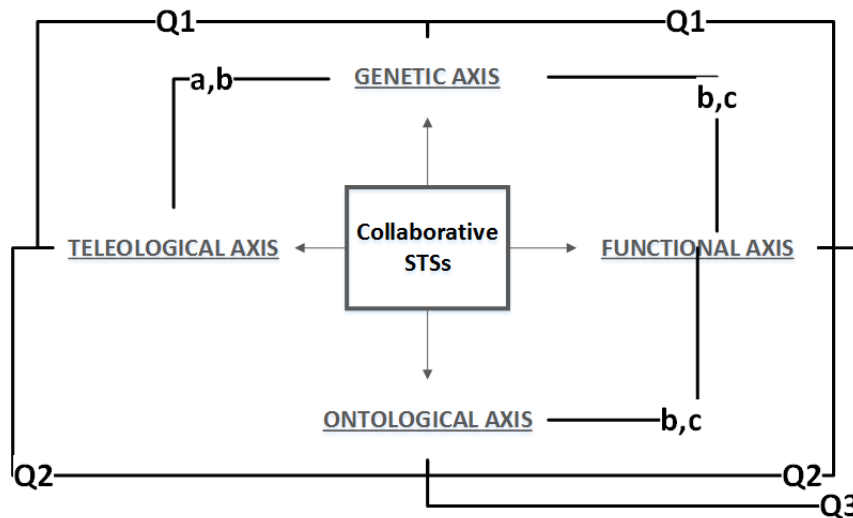 Q1
Q1
GENETIC AXIS
a,b
b,c
Collaborative
STSs
TELEOLOGICAL AXIS
FUNCTIONAL AXIS
ONTOLOGICAL AXIS
b,c
Q2
Q2
Q3